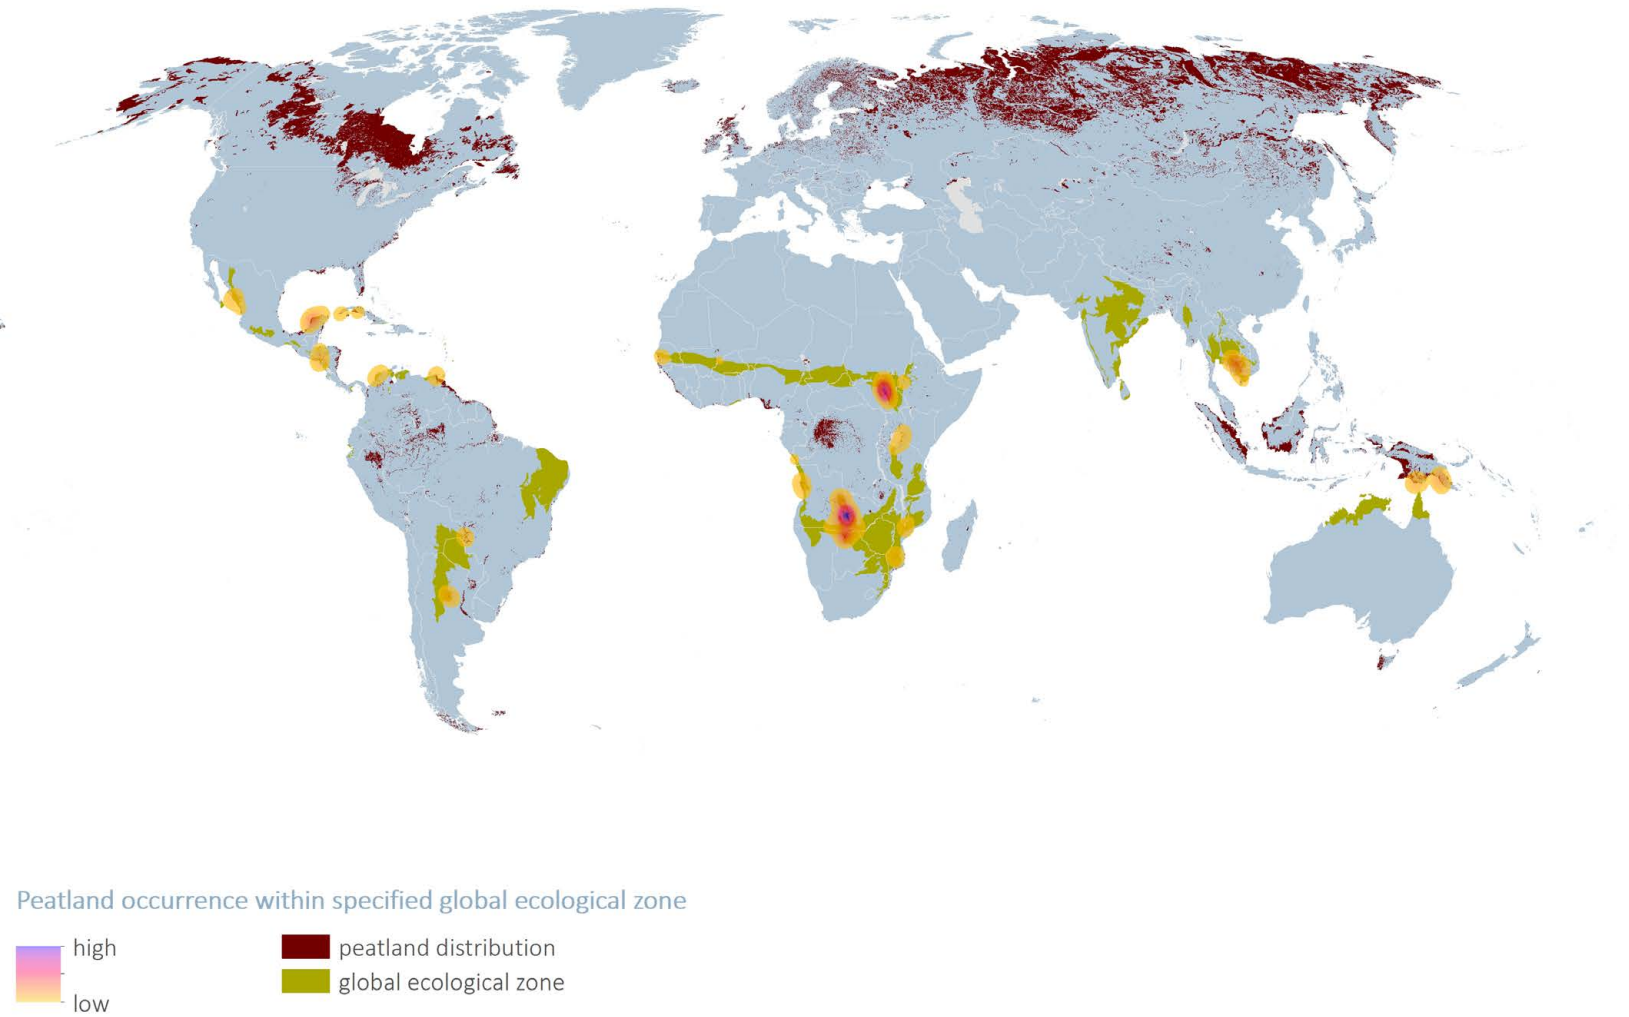 Peatland occurrence within specified global ecological zone
high
peatland distribution
global ecological zone
low